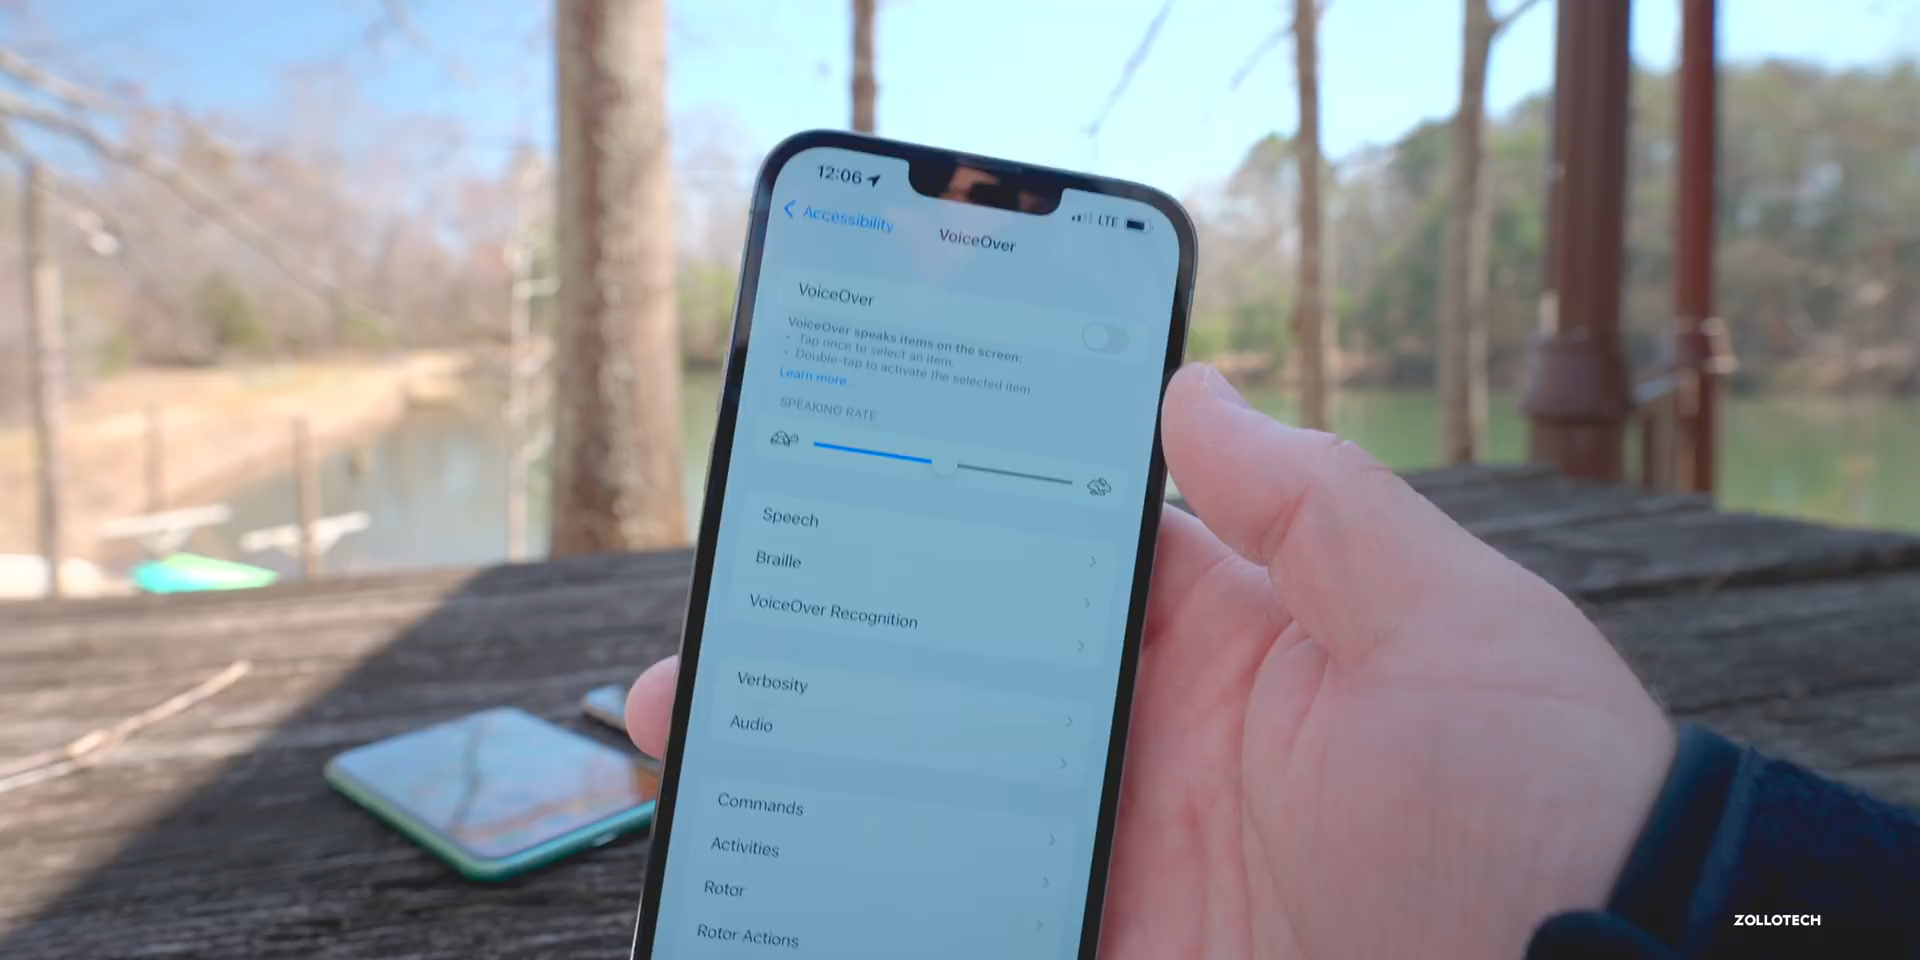 12:06
LTE
Accessibility
VoiceOver
VoiceOver
VoiceOver speaks items on the screen:
• Tap once to select an item.
• Double-tap to activate the selected item.
Learn more...
SPEAKING RATE
Speech
Braille
VoiceOver Recognition
Verbosity
Audio
Commands
Activities
Rotor
Rotor Actions
ZOLLOTECH